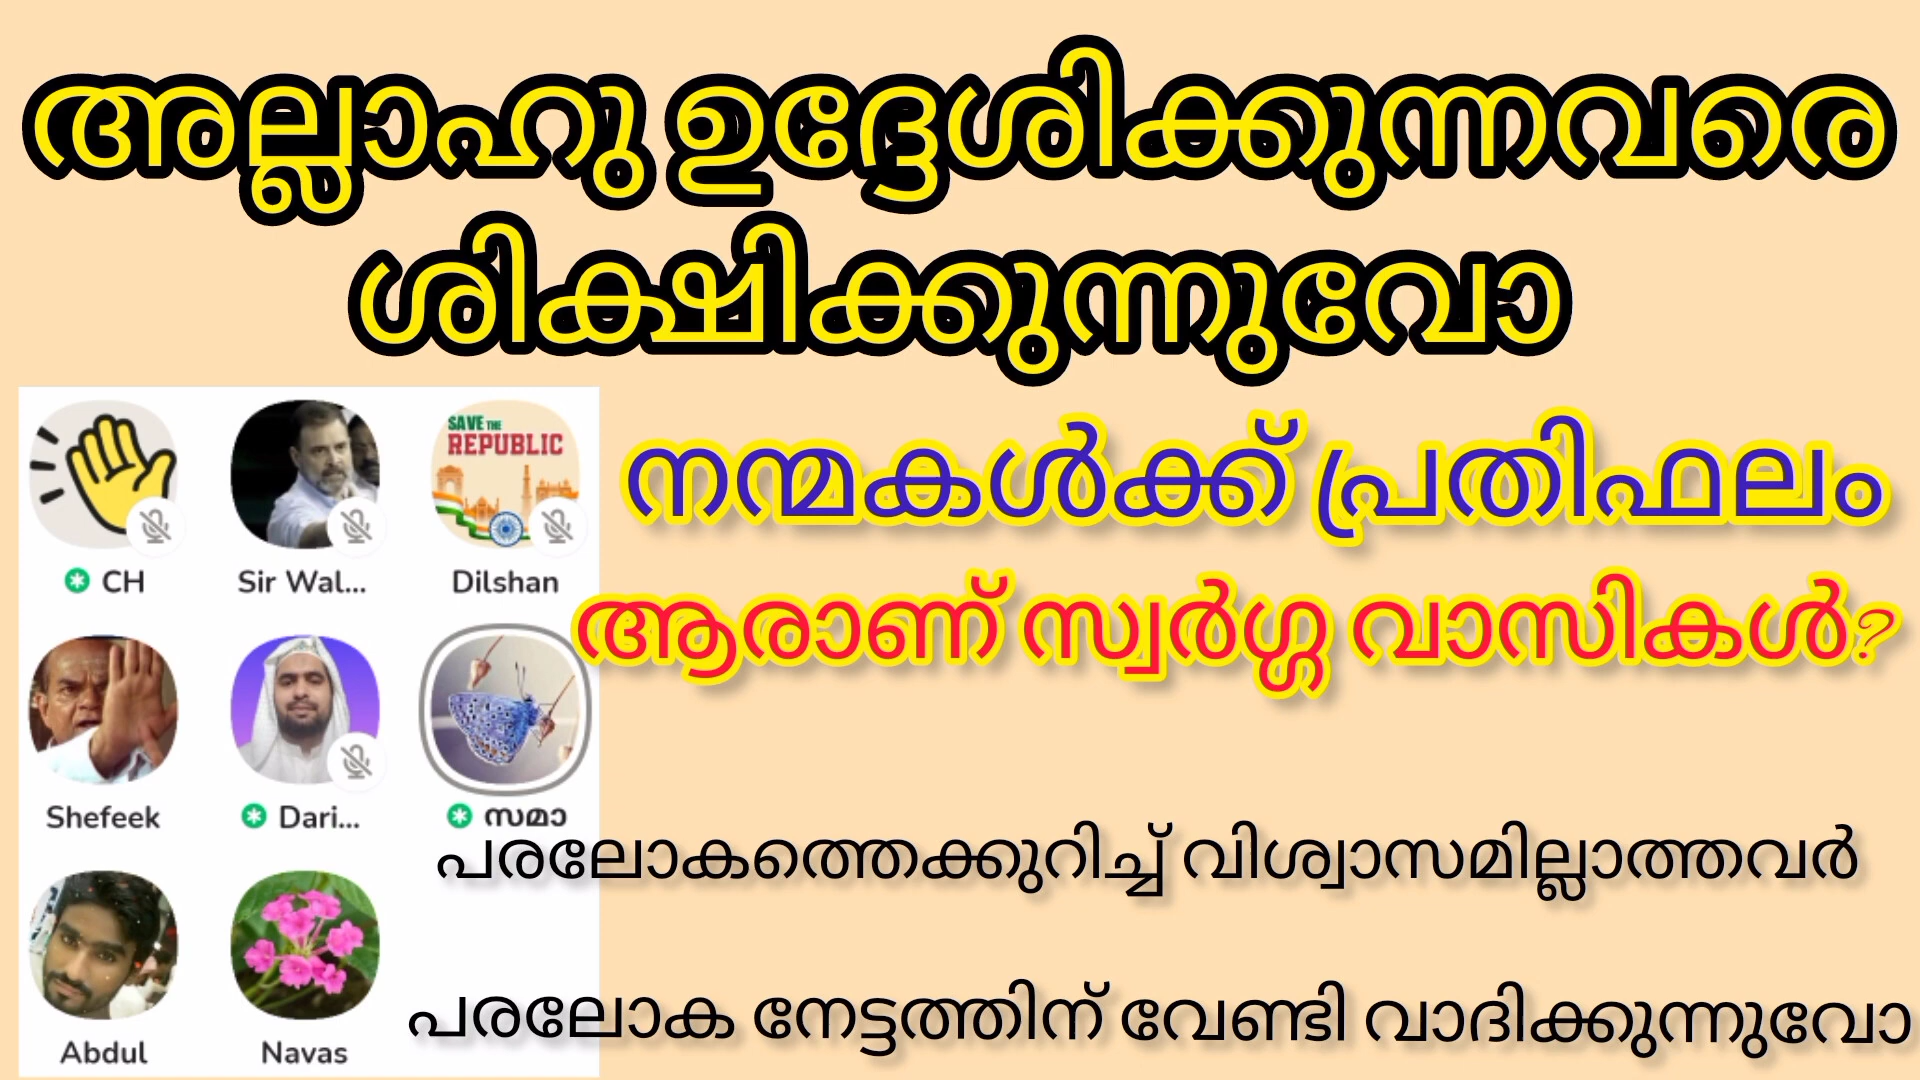 അല്ലാഹു ഉദ്ദേശിക്കുന്നവരെ
ശിക്ഷിക്കുന്നുവോ
നന്മകൾക്ക് പ്രതിഫലം
ആരാണ് സ്വർഗ്ഗ വാസികൾ?
SAVE THE
REPUBLIC
CH
Sir Wal...
Dilshan
Shefeek
Dari...
സമാ
പരലോകത്തെക്കുറിച്ച് വിശ്വാസമില്ലാത്തവർ
പരലോക നേട്ടത്തിന് വേണ്ടി വാദിക്കുന്നുവോ
Abdul
Navas